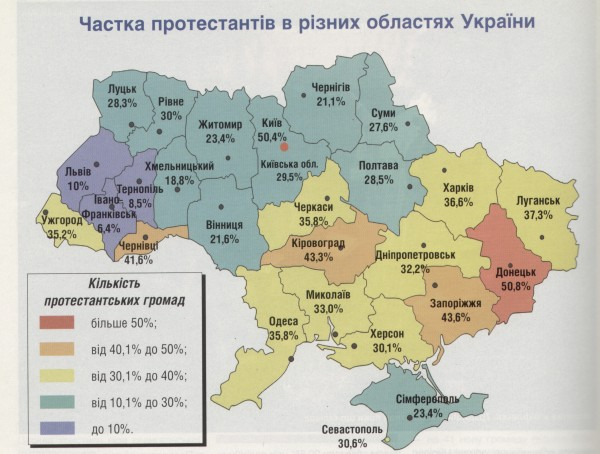 Частка протестантів в різних областях України
Луцьк
28,3%
Рівне
30%
Житомир
23,4%
Київ
50,4%
Київська обл.
29,5%
Чернігів
21,1%
Суми
27,6%
Львів
10%
Тернопіль
8,5%
Хмельницький
18,8%
Івано-
Франківськ
6,4%
Ужгород
35,2%
Чернівці
41,6%
Вінниця
21,6%
Черкаси
35,8%
Полтава
28,5%
Харків
36,6%
Луганськ
37,3%
Кіровоград
43,3%
Дніпропетровськ
32,2%
Донецьк
50,8%
Запоріжжя
43,6%
Миколаїв
33,0%
Одеса
35,8%
Херсон
30,1%
Сімферополь
23,4%
Севастополь
30,6%
Кількість
протестантських громад
більше 50%;
від 40,1% до 50%;
від 30,1% до 40%;
від 10,1% до 30%;
до 10%.